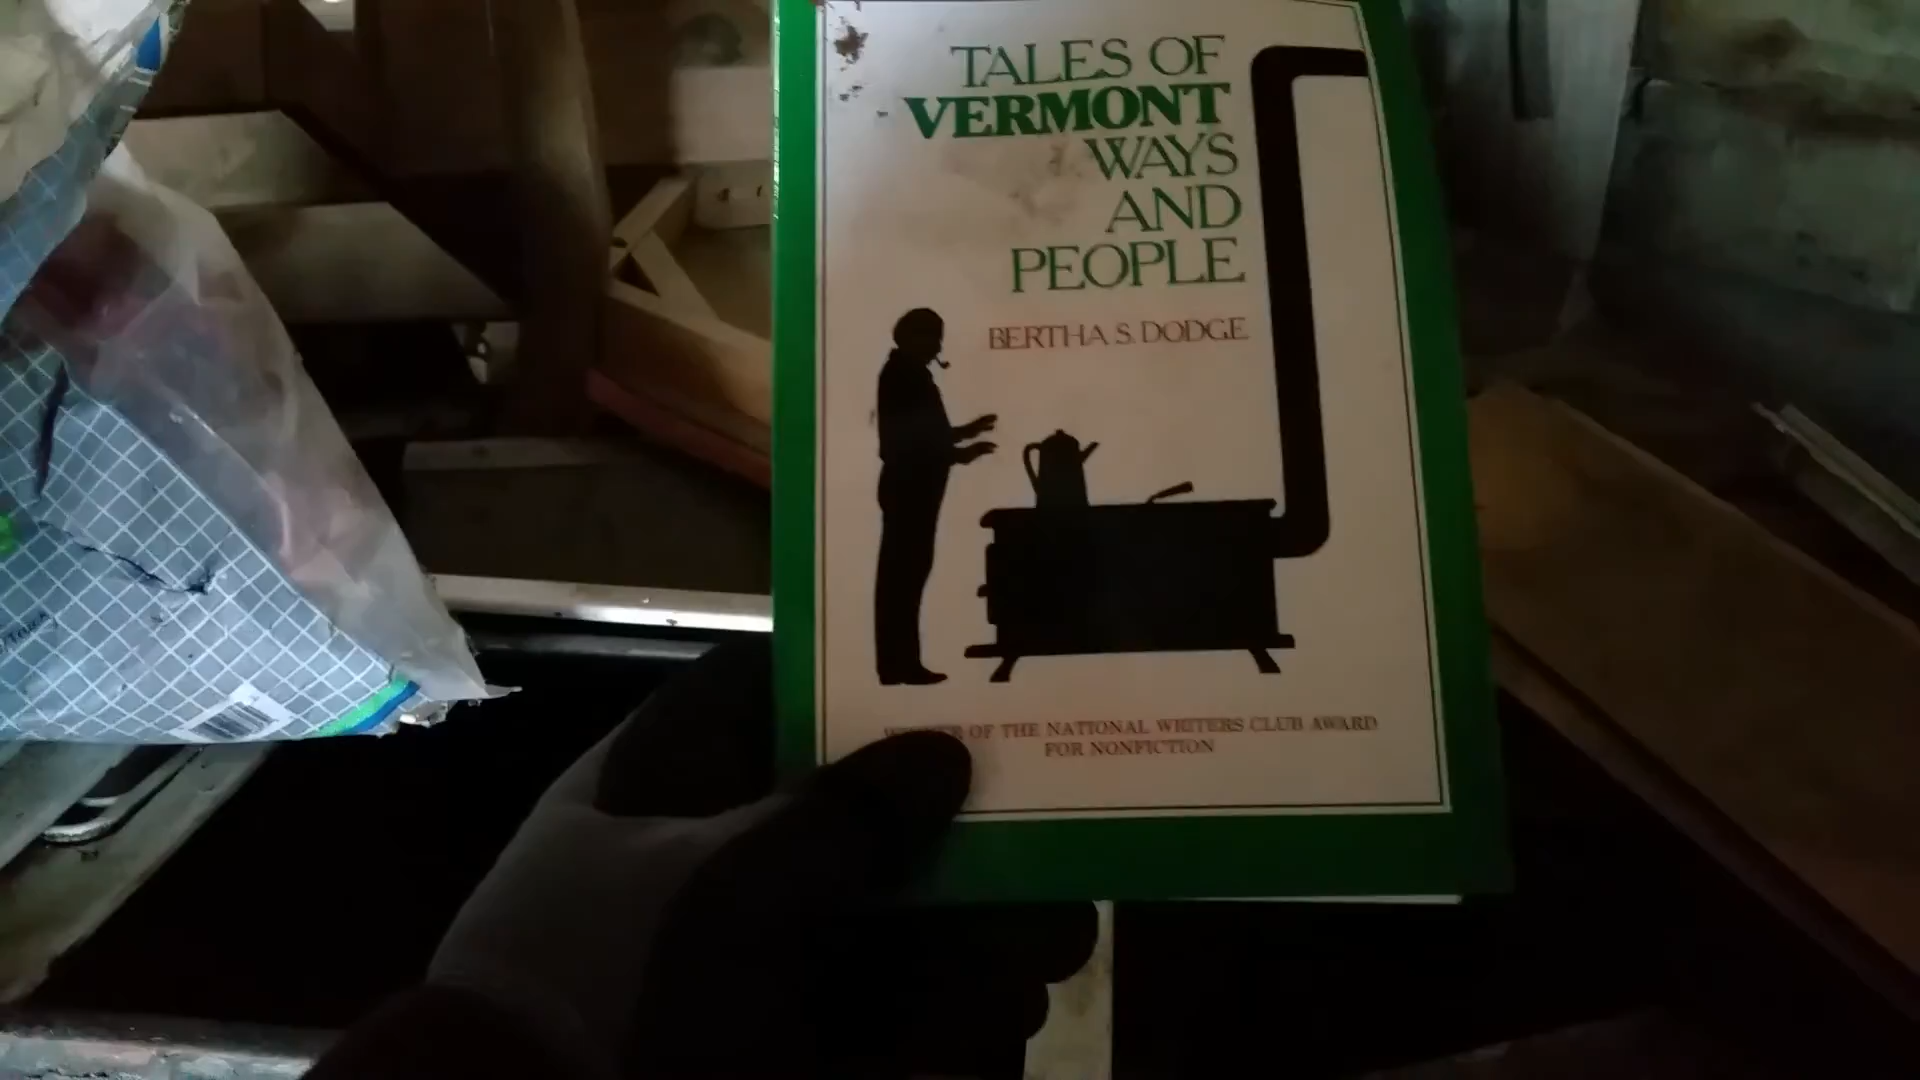 TALES OF
VERMONT
WAYS
AND
PEOPLE
BERTHA S. DODGE
OF THE NATIONAL WRITERS CLUB AWARD
FOR NONFICTION